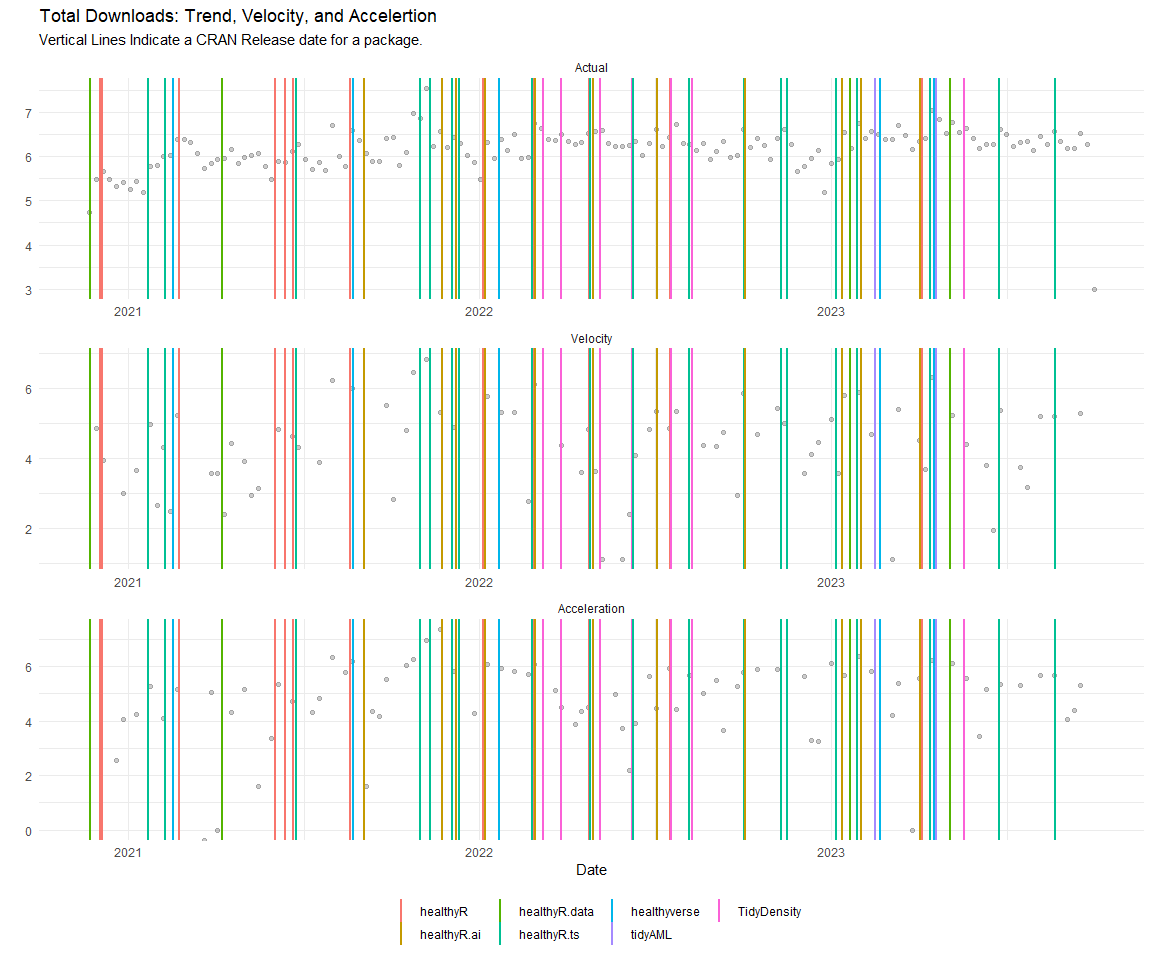 Total Downloads: Trend, Velocity, and Accelertion
Vertical Lines Indicate a CRAN Release date for a package.
Actual
7
6
5
4
3
2021 2022 2023
Velocity
6
4
2
2021 2022 2023
Acceleration
6
4
2
0
2021 2022 2023
Date
healthyR healthyR.data healthyverse TidyDensity
healthyR.ai healthyR.ts tidyAML